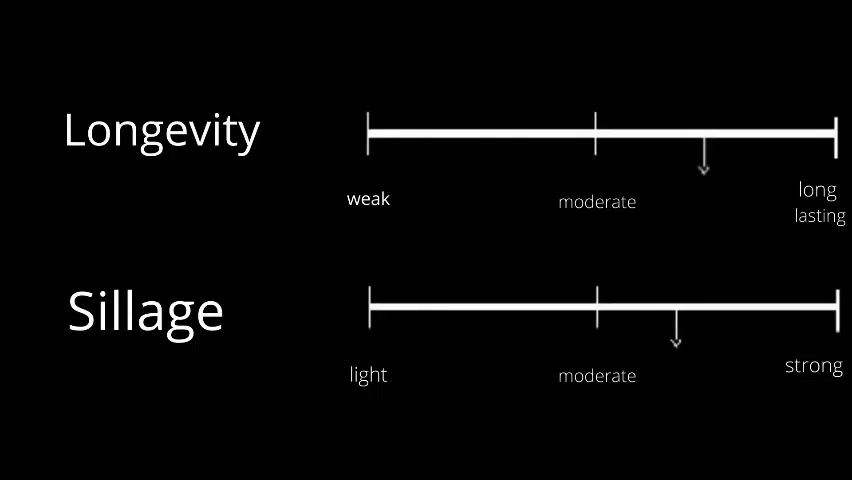 Longevity
weak
moderate
long
lasting
Sillage
light
moderate
strong